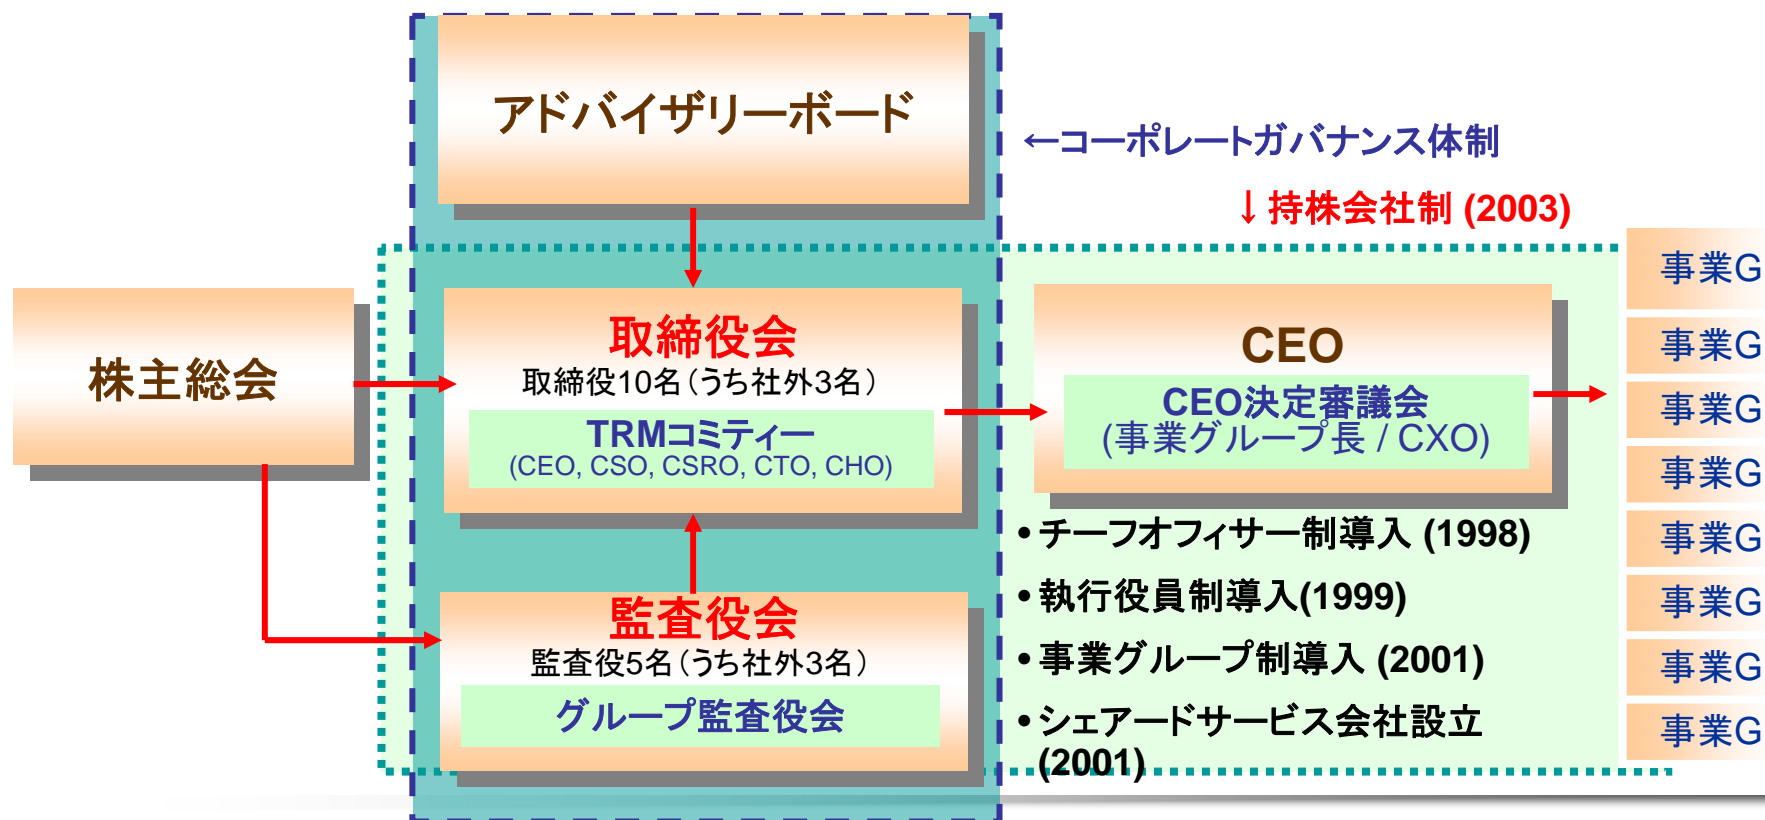 アドバイザリーボード
←コーポレートガバナンス体制
↓持株会社制 (2003)
株主総会
取締役会
取締役10名（うち社外3名）
TRMコミティー
(CEO, CSO, CSRO, CTO, CHO)
CEO
CEO決定審議会
(事業グループ長 / CXO)
監査役会
監査役5名（うち社外3名）
グループ監査役会
•チーフオフィサー制導入 (1998)
•執行役員制導入(1999)
•事業グループ制導入 (2001)
•シェアードサービス会社設立
(2001)
事業G
事業G
事業G
事業G
事業G
事業G
事業G
事業G